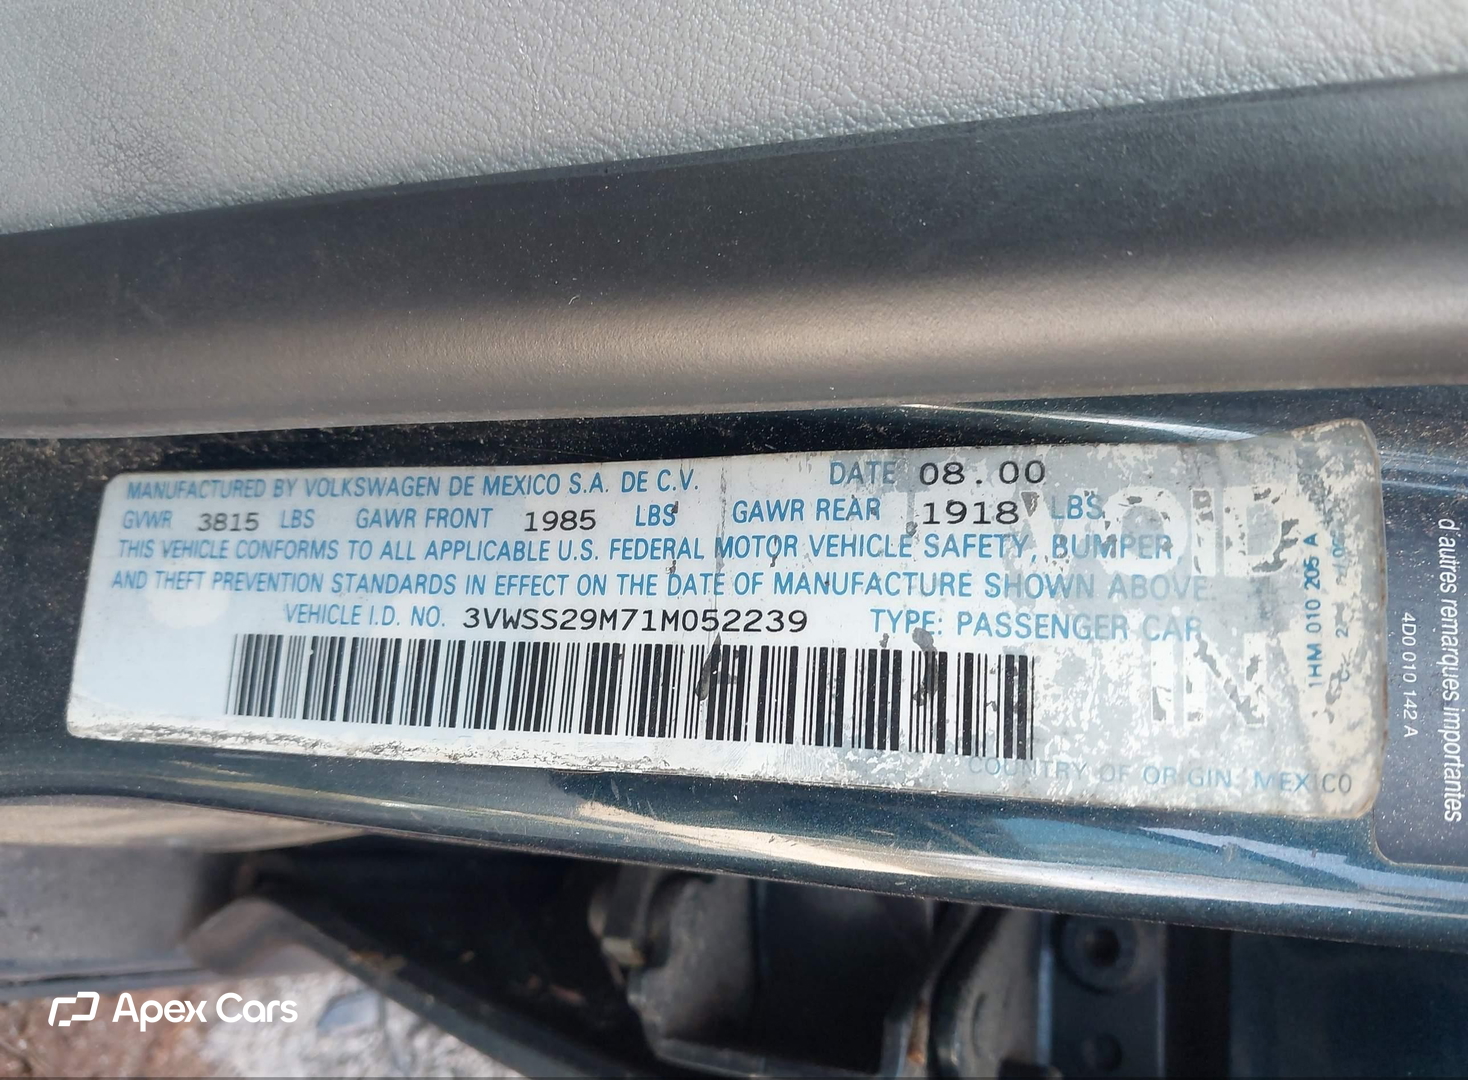 MANUFACTURED BY VOLKSWAGEN DE MEXICO S.A. DE C.V. DATE 08.00
GVWR 3815 LBS GAWR FRONT 1985 LBS GAWR REAR 1918 LBS
THIS VEHICLE CONFORMS TO ALL APPLICABLE U.S. FEDERAL MOTOR VEHICLE SAFETY, BUMPER
AND THEFT PREVENTION STANDARDS IN EFFECT ON THE DATE OF MANUFACTURE SHOWN ABOVE.
VEHICLE I.D. NO. 3VWSS29M71M052239 TYPE: PASSENGER CAR
COUNTRY OF ORIGIN: MEXICO
VOID
1HM 010 205 A
4D0 010 142 A
d'autres remarques importantes
Apex Cars